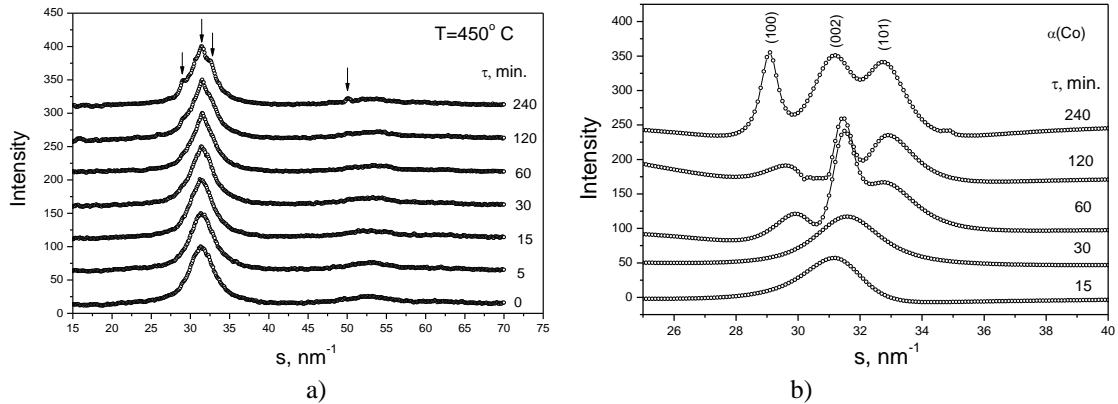 T=450° C
τ, min.
400
350
300
250
200
150
100
50
0
240
120
60
30
15
5
0
Intensity
15 20 25 30 35 40 45 50 55 60 65 70 75
s, nm⁻¹
a)
(100)
(002)
(101)
α(Co)
τ, min.
400
350
300
250
200
150
100
50
0
240
120
60
30
15
Intensity
26 28 30 32 34 36 38 40
s, nm⁻¹
b)